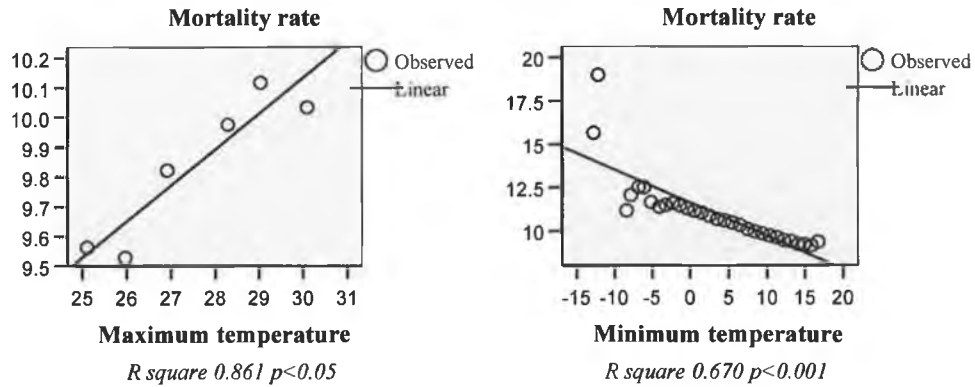 Mortality rate
10.2
10.1
10.0
9.9
9.8
9.7
9.6
9.5
25 26 27 28 29 30 31
Observed
Linear
Maximum temperature
R square 0.861 p<0.05
Mortality rate
20
17.5
15
12.5
10
-15 -10 -5 0 5 10 15 20
Observed
Linear
Minimum temperature
R square 0.670 p<0.001